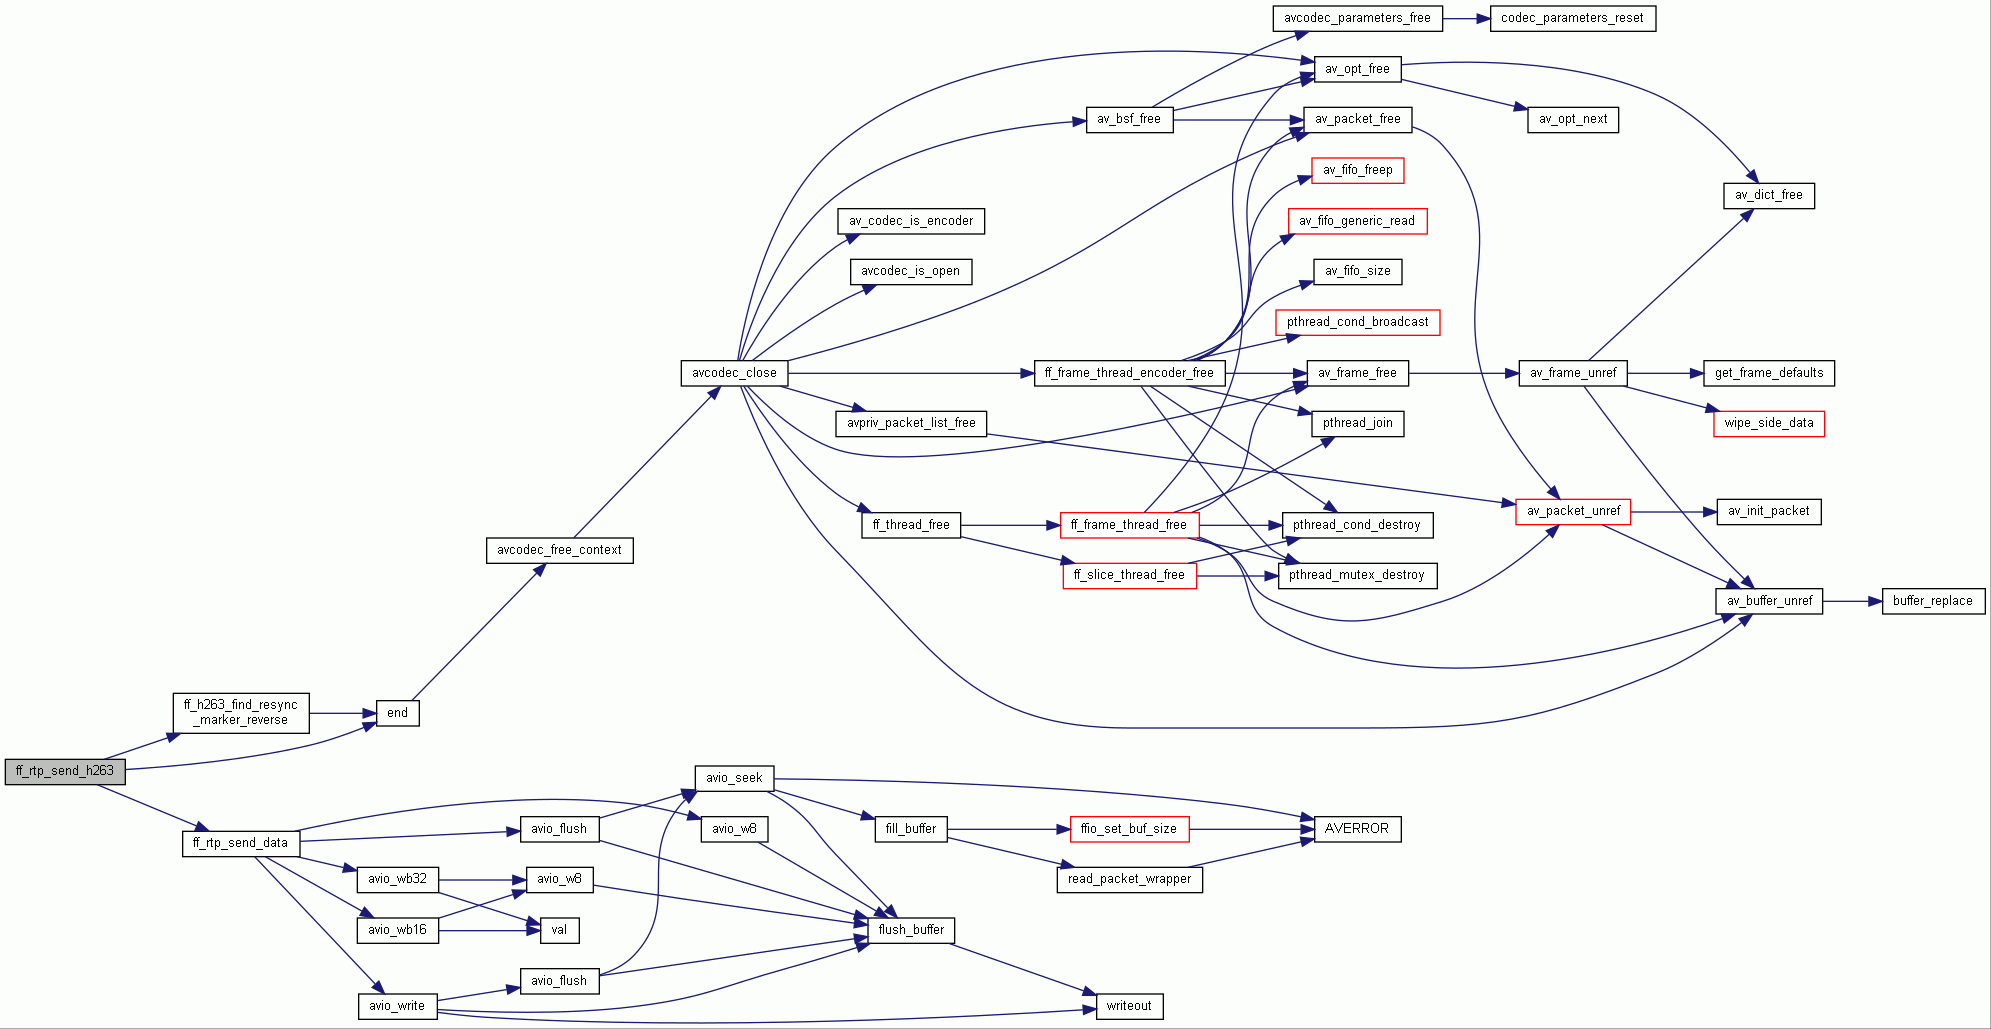 avcodec_parameters_free
codec_parameters_reset
av_opt_free
av_bsf_free
av_packet_free
av_opt_next
av_fifo_freep
av_dict_free
av_codec_is_encoder
av_fifo_generic_read
avcodec_is_open
av_fifo_size
pthread_cond_broadcast
avcodec_close
ff_frame_thread_encoder_free
av_frame_free
av_frame_unref
get_frame_defaults
avpriv_packet_list_free
pthread_join
wipe_side_data
ff_thread_free
ff_frame_thread_free
pthread_cond_destroy
av_packet_unref
av_init_packet
avcodec_free_context
ff_slice_thread_free
pthread_mutex_destroy
av_buffer_unref
buffer_replace
ff_h263_find_resync
_marker_reverse
end
ff_rtp_send_h263
avio_seek
ff_rtp_send_data
avio_flush
avio_w8
fill_buffer
ffio_set_buf_size
AVERROR
avio_wb32
avio_w8
read_packet_wrapper
avio_wb16
val
flush_buffer
avio_flush
avio_write
writeout